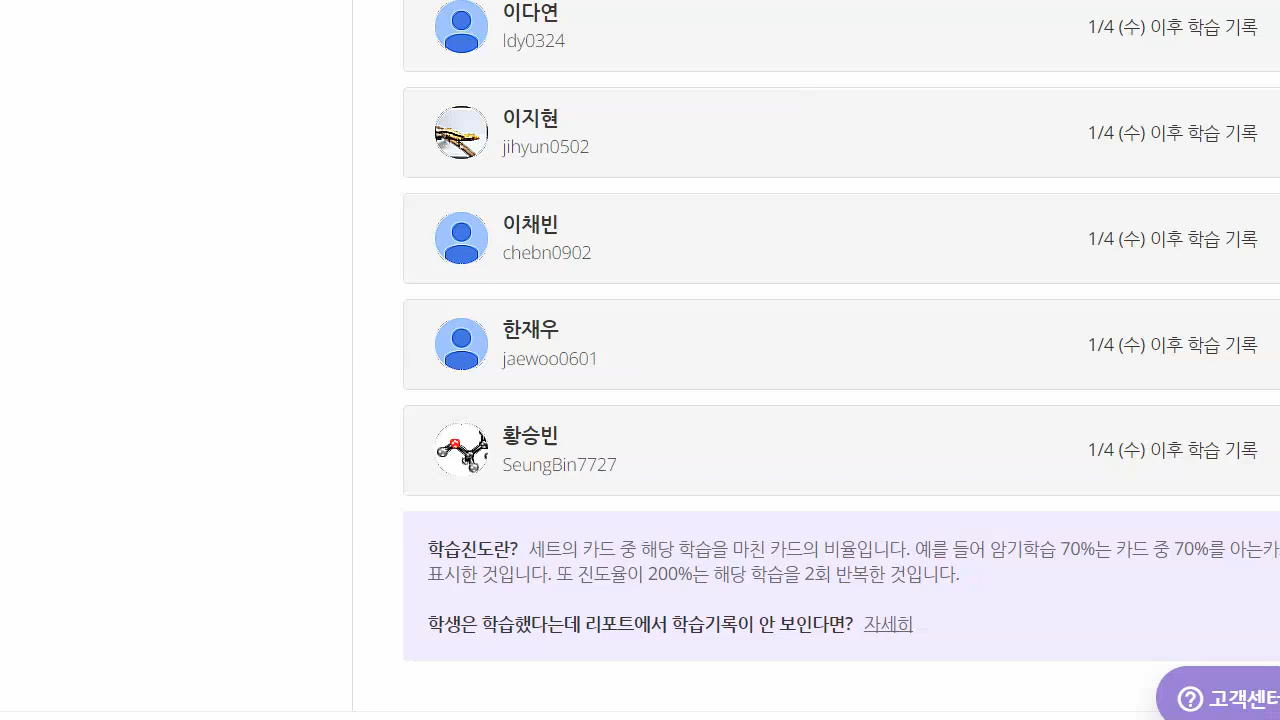 이다연
ldy0324
1/4 (수) 이후 학습 기록
이지현
jihyun0502
1/4 (수) 이후 학습 기록
이채빈
chebn0902
1/4 (수) 이후 학습 기록
한재우
jaewoo0601
1/4 (수) 이후 학습 기록
황승빈
SeungBin7727
1/4 (수) 이후 학습 기록
학습진도란? 세트의 카드 중 해당 학습을 마친 카드의 비율입니다. 예를 들어 암기학습 70%는 카드 중 70%를 아는카
표시한 것입니다. 또 진도율이 200%는 해당 학습을 2회 반복한 것입니다.
학생은 학습했다는데 리포트에서 학습기록이 안 보인다면? 자세히
고객센터